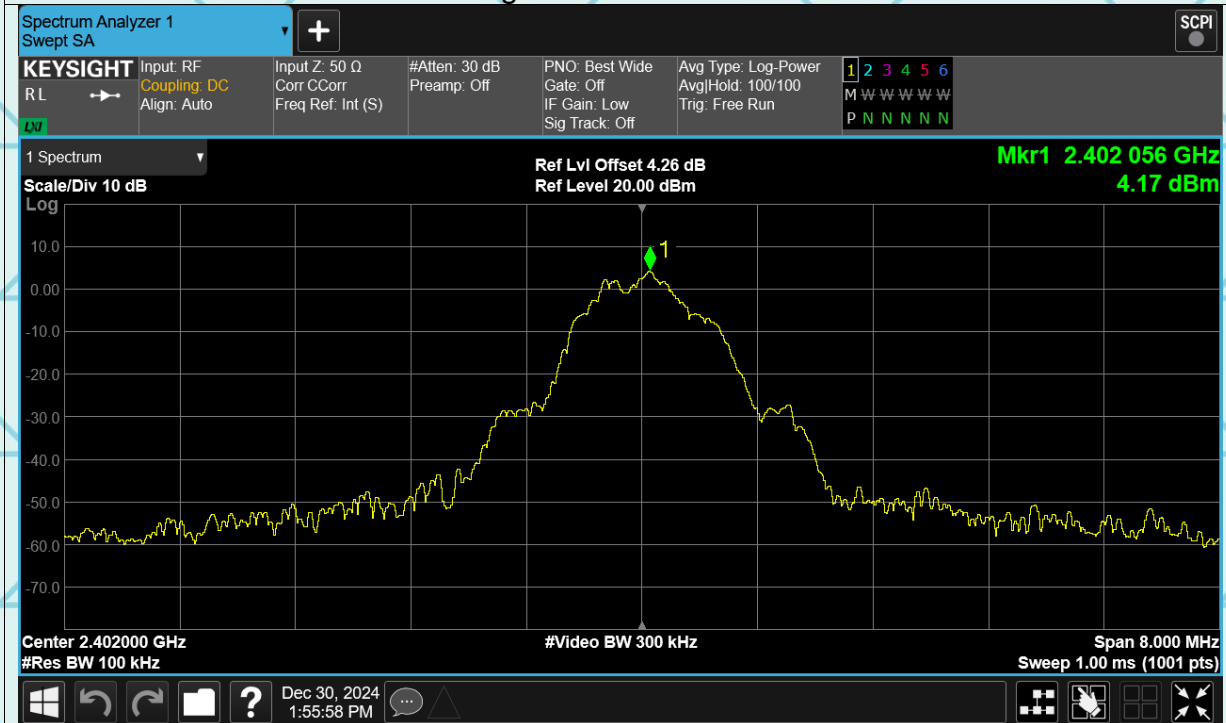 Spectrum Analyzer 1
Swept SA
+
SCPI
KEYSIGHT
R L
LXI
Input: RF
Coupling: DC
Align: Auto
Input Z: 50 Ω
Corr CCorr
Freq Ref: Int (S)
#Atten: 30 dB
Preamp: Off
PNO: Best Wide
Gate: Off
IF Gain: Low
Sig Track: Off
Avg Type: Log-Power
Avg|Hold: 100/100
Trig: Free Run
1 2 3 4 5 6
M W W W W W
P N N N N N
1 Spectrum
Scale/Div 10 dB
Log
Ref Lvl Offset 4.26 dB
Ref Level 20.00 dBm
Mkr1 2.402 056 GHz
4.17 dBm
1
10.0
0.00
-10.0
-20.0
-30.0
-40.0
-50.0
-60.0
-70.0
Center 2.402000 GHz
#Res BW 100 kHz
#Video BW 300 kHz
Span 8.000 MHz
Sweep 1.00 ms (1001 pts)
?
Dec 30, 2024
1:55:58 PM